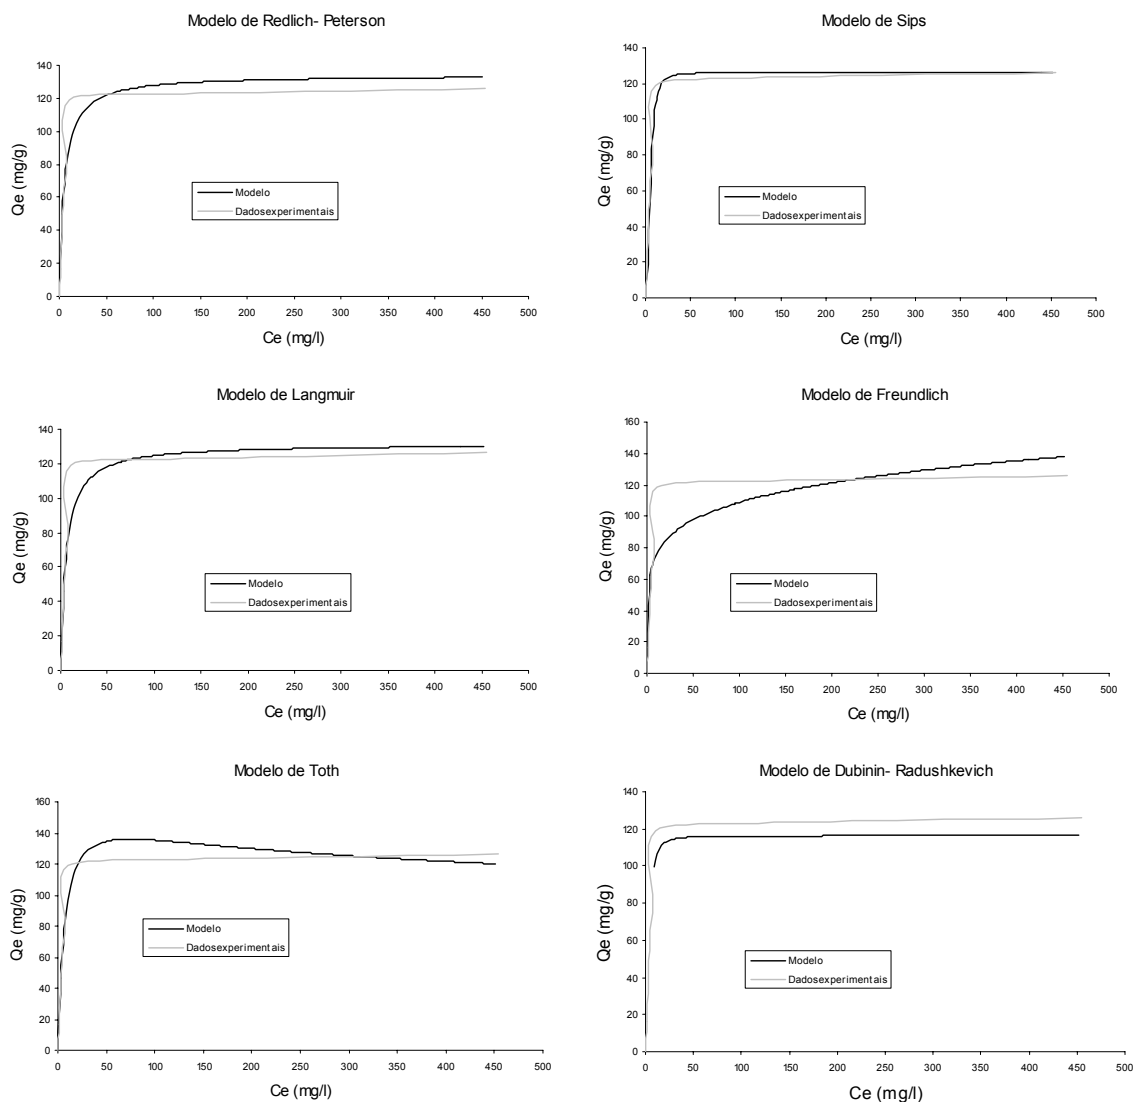 Modelo de Redlich- Peterson
Qe (mg/g)
140
120
100
80
60
40
20
0
Modelo
Dadosexperimentais
0 50 100 150 200 250 300 350 400 450 500
Ce (mg/l)
Modelo de Sips
Qe (mg/g)
140
120
100
80
60
40
20
0
Modelo
Dadosexperimentais
0 50 100 150 200 250 300 350 400 450 500
Ce (mg/l)
Modelo de Langmuir
Qe (mg/g)
140
120
100
80
60
40
20
0
Modelo
Dadosexperimentais
0 50 100 150 200 250 300 350 400 450 500
Ce (mg/l)
Modelo de Freundlich
Qe (mg/g)
160
140
120
100
80
60
40
20
0
Modelo
Dadosexperimentais
0 50 100 150 200 250 300 350 400 450 500
Ce (mg/l)
Modelo de Toth
Qe (mg/g)
160
140
120
100
80
60
40
20
0
Modelo
Dadosexperimentais
0 50 100 150 200 250 300 350 400 450 500
Ce (mg/l)
Modelo de Dubinin- Radushkevich
Qe (mg/g)
140
120
100
80
60
40
20
0
Modelo
Dadosexperimentais
0 50 100 150 200 250 300 350 400 450 500
Ce (mg/l)